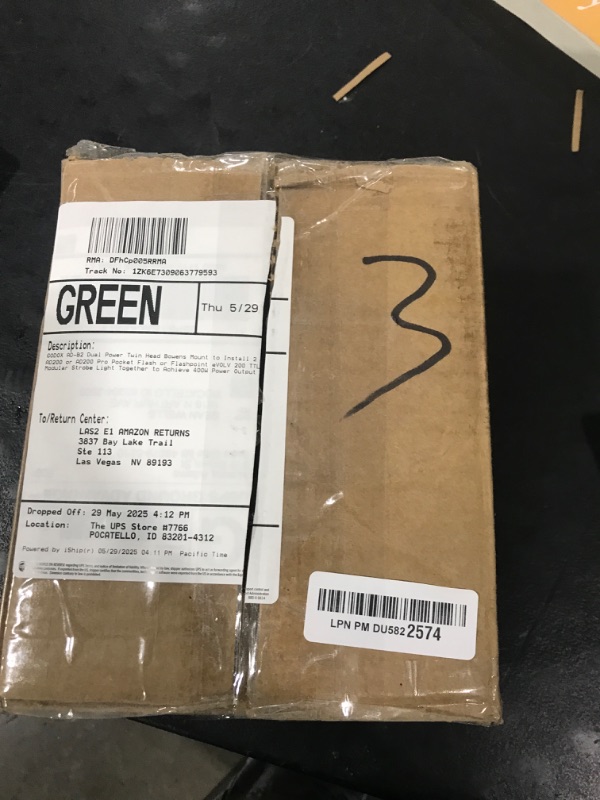 RMA: DFhCp005RRMA
Track No: 1ZK6E7309063779593
GREEN
Thu 5/29
Description:
GODOX AD-B2 Dual Power Twin Head Bowens Mount to Install 2
AD200 or AD200 Pro Pocket Flash or Flashpoint eVOLV 200 TTL
Modular Strobe Light Together to Achieve 400W Power Output
To/Return Center:
LAS2 E1 AMAZON RETURNS
3837 Bay Lake Trail
Ste 113
Las Vegas NV 89193
Dropped Off: 29 May 2025 4:12 PM
Location: The UPS Store #7766
POCATELLO, ID 83201-4312
Powered by iShip(r) 05/29/2025 04:11 PM Pacific Time
3
LPN PM DU582 2574